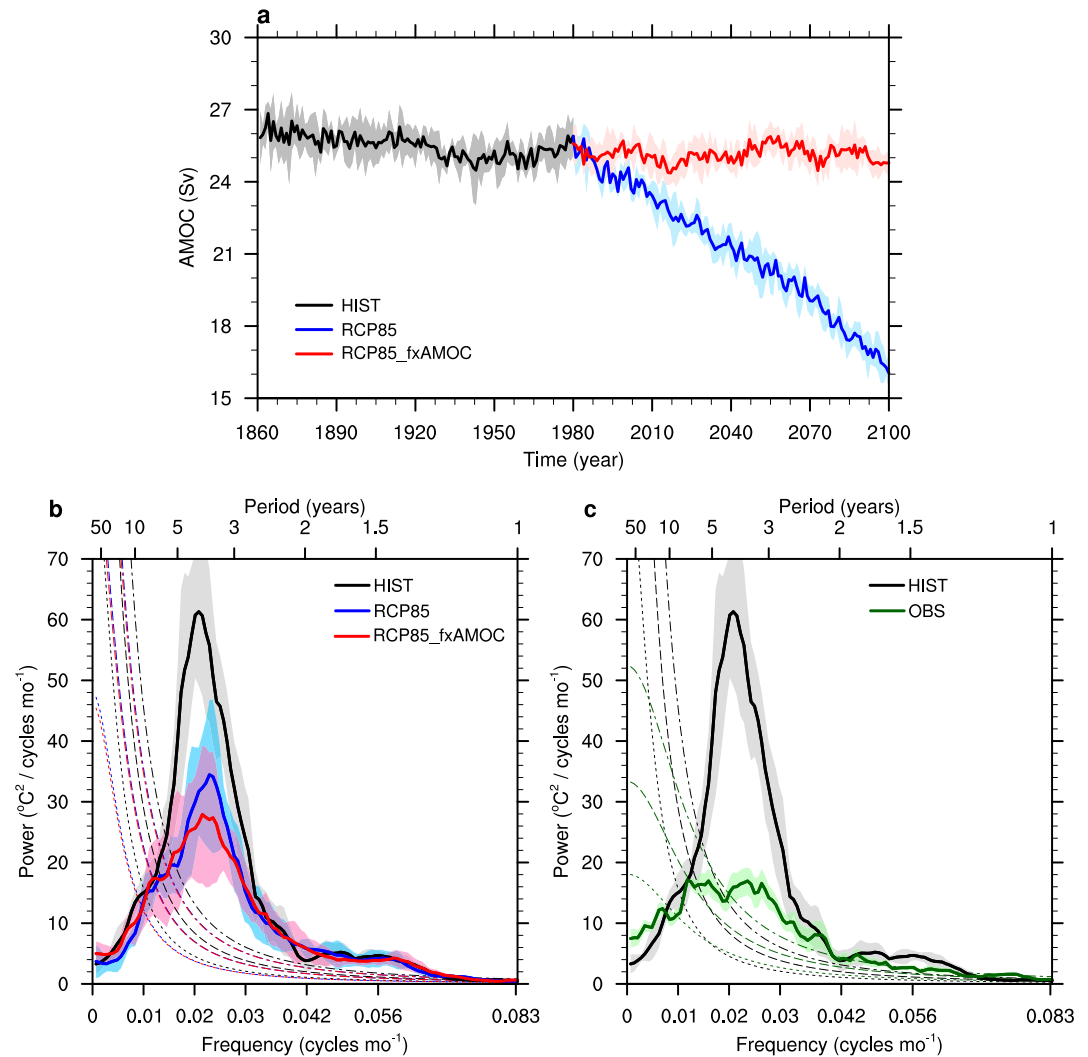 a
30
27
24
21
18
15
AMOC (Sv)
HIST
RCP85
RCP85_fxAMOC
1860 1890 1920 1950 1980 2010 2040 2070 2100
Time (year)
b
Period (years)
50 10 5 3 2 1.5 1
70
60
50
40
30
20
10
0
Power (°C² / cycles mo⁻¹)
HIST
RCP85
RCP85_fxAMOC
0 0.01 0.02 0.03 0.042 0.056 0.083
Frequency (cycles mo⁻¹)
c
Period (years)
50 10 5 3 2 1.5 1
70
60
50
40
30
20
10
0
Power (°C² / cycles mo⁻¹)
HIST
OBS
0 0.01 0.02 0.03 0.042 0.056 0.083
Frequency (cycles mo⁻¹)